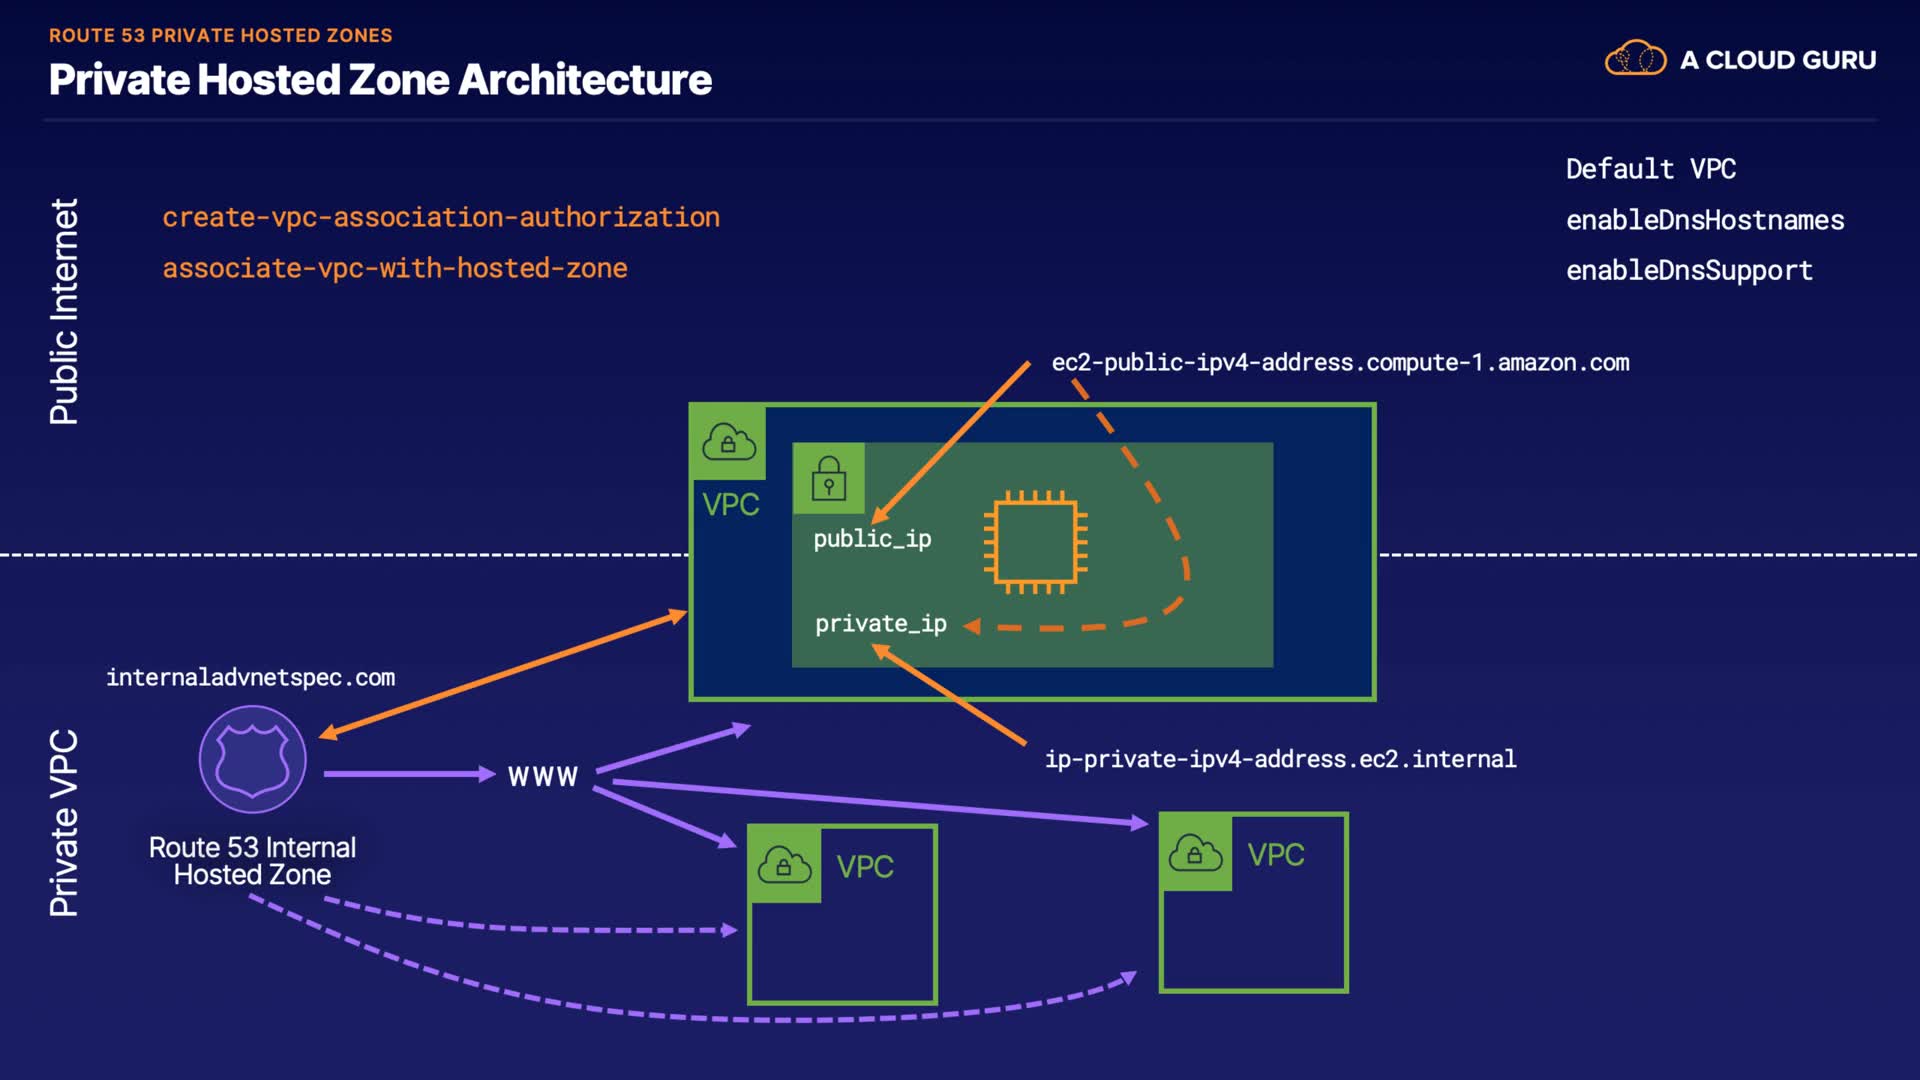 ROUTE 53 PRIVATE HOSTED ZONES
Private Hosted Zone Architecture
A CLOUD GURU
Public Internet
create-vpc-association-authorization
associate-vpc-with-hosted-zone
Default VPC
enableDnsHostnames
enableDnsSupport
ec2-public-ipv4-address.compute-1.amazon.com
VPC
public_ip
private_ip
Private VPC
internaladvnetspec.com
www
ip-private-ipv4-address.ec2.internal
Route 53 Internal
Hosted Zone
VPC
VPC